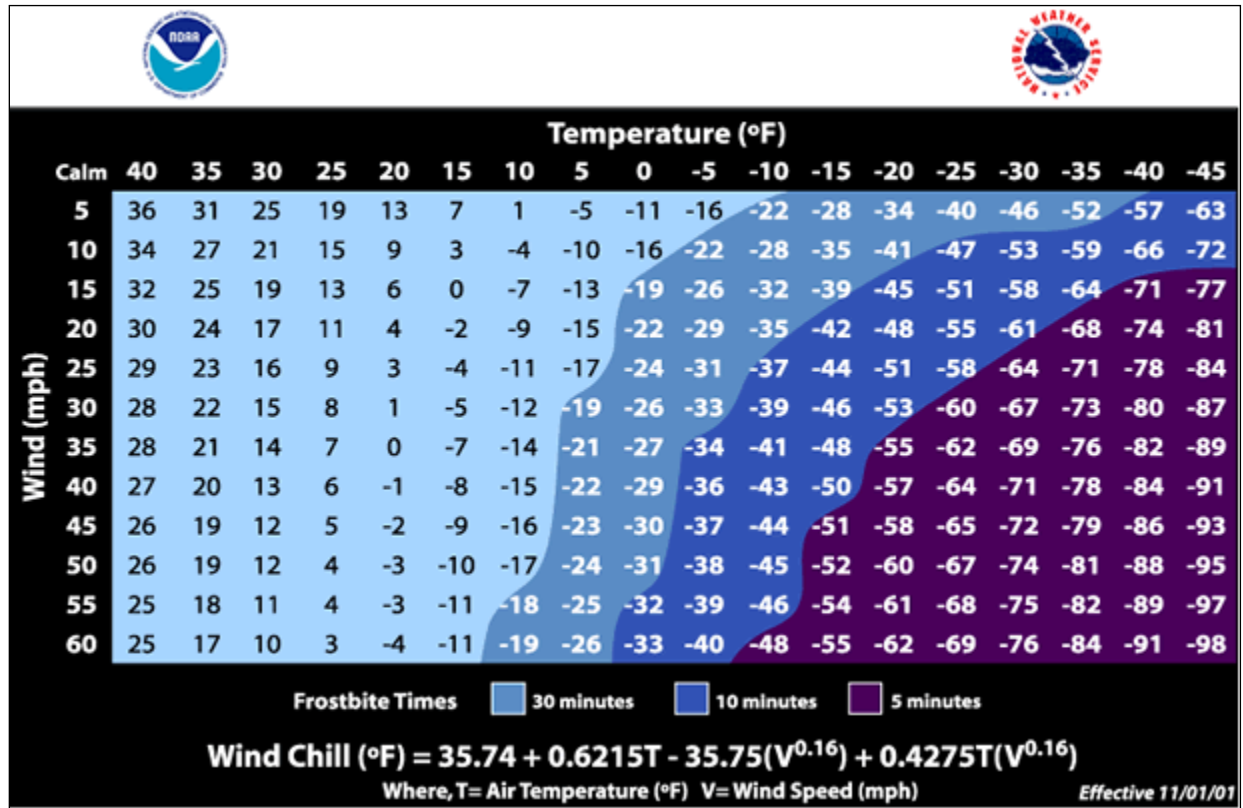 NOAA
NATIONAL WEATHER SERVICE
Temperature (ºF)
Calm 40 35 30 25 20 15 10 5 0 -5 -10 -15 -20 -25 -30 -35 -40 -45
5 36 31 25 19 13 7 1 -5 -11 -16 -22 -28 -34 -40 -46 -52 -57 -63
10 34 27 21 15 9 3 -4 -10 -16 -22 -28 -35 -41 -47 -53 -59 -66 -72
15 32 25 19 13 6 0 -7 -13 -19 -26 -32 -39 -45 -51 -58 -64 -71 -77
20 30 24 17 11 4 -2 -9 -15 -22 -29 -35 -42 -48 -55 -61 -68 -74 -81
Wind (mph)
25 29 23 16 9 3 -4 -11 -17 -24 -31 -37 -44 -51 -58 -64 -71 -78 -84
30 28 22 15 8 1 -5 -12 -19 -26 -33 -39 -46 -53 -60 -67 -73 -80 -87
35 28 21 14 7 0 -7 -14 -21 -27 -34 -41 -48 -55 -62 -69 -76 -82 -89
40 27 20 13 6 -1 -8 -15 -22 -29 -36 -43 -50 -57 -64 -71 -78 -84 -91
45 26 19 12 5 -2 -9 -16 -23 -30 -37 -44 -51 -58 -65 -72 -79 -86 -93
50 26 19 12 4 -3 -10 -17 -24 -31 -38 -45 -52 -60 -67 -74 -81 -88 -95
55 25 18 11 4 -3 -11 -18 -25 -32 -39 -46 -54 -61 -68 -75 -82 -89 -97
60 25 17 10 3 -4 -11 -19 -26 -33 -40 -48 -55 -62 -69 -76 -84 -91 -98
Frostbite Times 30 minutes 10 minutes 5 minutes
Wind Chill (ºF) = 35.74 + 0.6215T - 35.75(V^0.16) + 0.4275T(V^0.16)
Where, T= Air Temperature (ºF) V= Wind Speed (mph)
Effective 11/01/01